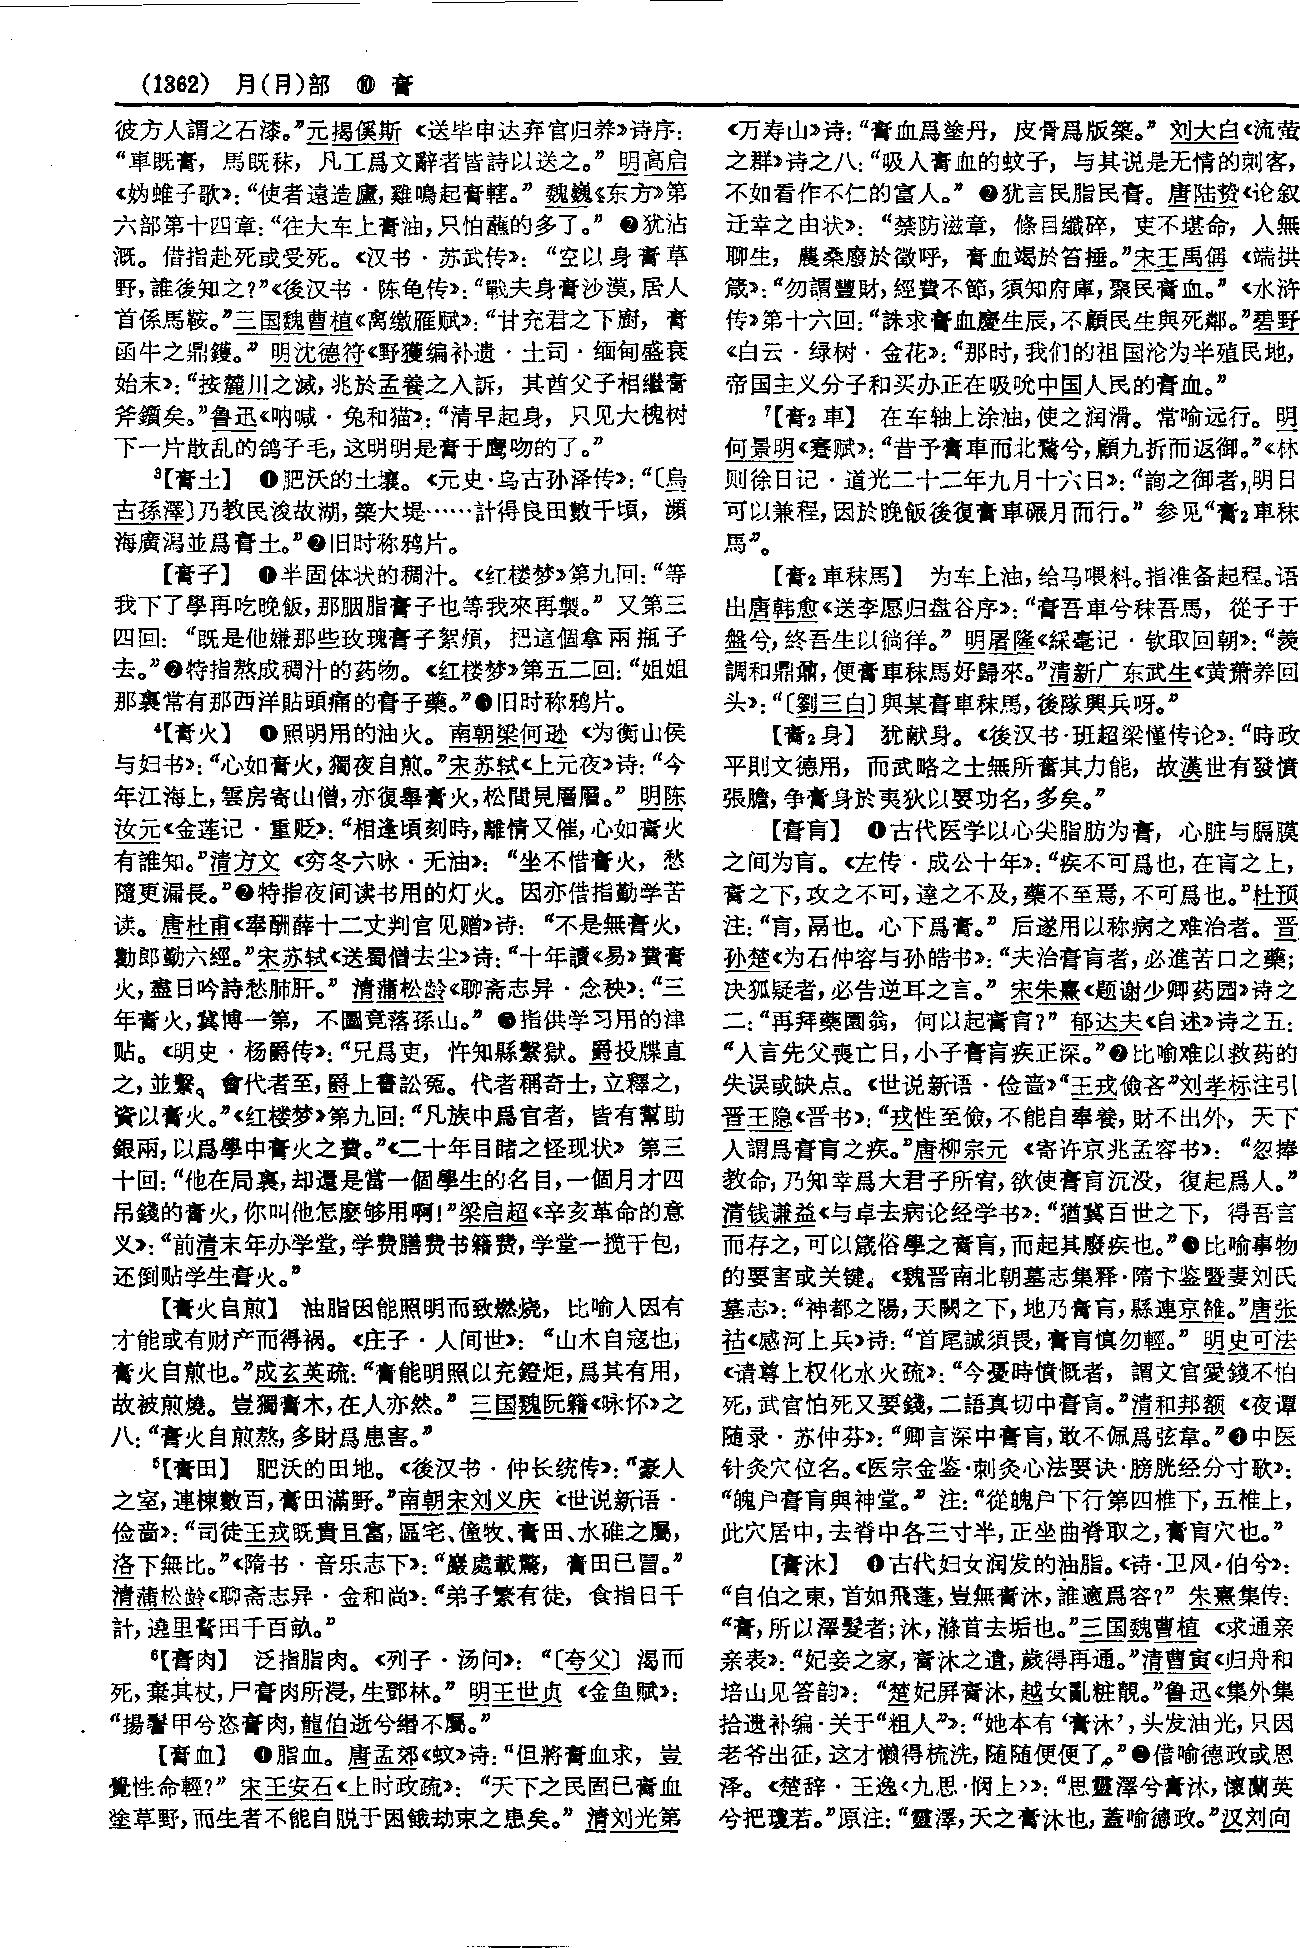 (1362) 月(⺼)部 ⑩ 膏
彼方人謂之石漆。”元揭傒斯《送毕申达弃官归养》诗序：
“車既膏，馬既秣，凡工爲文辭者皆詩以送之。”明高启
《妫蜼子歌》：“使者遠造廬，雞鳴起膏轄。”魏巍《东方》第
六部第十四章：“往大车上膏油，只怕蘸的多了。”❷犹沾
溉。借指赴死或受死。《汉书·苏武传》：“空以身膏草
野，誰後知之？”《後汉书·陈龟传》：“戰夫身膏沙漠，居人
首係馬鞍。”三国魏曹植《离缴雁赋》：“甘充君之下廚，膏
函牛之鼎鑊。”明沈德符《野獲编补遗·土司·缅甸盛衰
始末》：“按麓川之滅，兆於孟養之入訴，其酋父子相繼膏
斧鑕矣。”鲁迅《呐喊·兔和猫》：“清早起身，只见大槐树
下一片散乱的鸽子毛，这明明是膏于鹰吻的了。”
³【膏土】 ❶肥沃的土壤。《元史·乌古孙泽传》：“〔烏
古孫澤〕乃教民浚故湖，築大堤……計得良田數千頃，瀕
海廣潟並爲膏土。”❷旧时称鸦片。
【膏子】 ❶半固体状的稠汁。《红楼梦》第九回：“等
我下了學再吃晚飯，那胭脂膏子也等我來再製。”又第三
四回：“既是他嫌那些玫瑰膏子絮煩，把這個拿兩瓶子
去。”❷特指熬成稠汁的药物。《红楼梦》第五二回：“姐姐
那裏常有那西洋貼頭痛的膏子藥。”❸旧时称鸦片。
⁴【膏火】 ❶照明用的油火。南朝梁何逊《为衡山侯
与妇书》：“心如膏火，獨夜自煎。”宋苏轼《上元夜》诗：“今
年江海上，雲房寄山僧，亦復舉膏火，松間見層層。”明陈
汝元《金莲记·重贬》：“相逢頃刻時，離情又催，心如膏火
有誰知。”清方文《穷冬六咏·无油》：“坐不惜膏火，愁
隨更漏長。”❷特指夜间读书用的灯火。因亦借指勤学苦
读。唐杜甫《奉酬薛十二丈判官见赠》诗：“不是無膏火，
勸郎勤六經。”宋苏轼《送蜀僧去尘》诗：“十年讀《易》費膏
火，盡日吟詩愁肺肝。”清蒲松龄《聊斋志异·念秧》：“三
年膏火，冀博一第，不圖竟落孫山。”❸指供学习用的津
贴。《明史·杨爵传》：“兄爲吏，忤知縣繫獄。爵投牒直
之，並繫。會代者至，爵上書訟冤。代者稱奇士，立釋之，
資以膏火。”《红楼梦》第九回：“凡族中爲官者，皆有幫助
銀兩，以爲學中膏火之費。”《二十年目睹之怪现状》第三
十回：“他在局裏，却還是當一個學生的名目，一個月才四
吊錢的膏火，你叫他怎麽够用啊！”梁启超《辛亥革命的意
义》：“前清末年办学堂，学费膳费书籍费，学堂一揽千包，
还倒贴学生膏火。”
【膏火自煎】 油脂因能照明而致燃烧，比喻人因有
才能或有财产而得祸。《庄子·人间世》：“山木自寇也，
膏火自煎也。”成玄英疏：“膏能明照以充鐙炬，爲其有用，
故被煎燒。豈獨膏木，在人亦然。”三国魏阮籍《咏怀》之
八：“膏火自煎熬，多財爲患害。”
⁵【膏田】 肥沃的田地。《後汉书·仲长统传》：“豪人
之室，連棟數百，膏田滿野。”南朝宋刘义庆《世说新语·
俭啬》：“司徒王戎既貴且富，區宅、僮牧、膏田、水碓之屬，
洛下無比。”《隋书·音乐志下》：“巖處載驚，膏田已冒。”
清蒲松龄《聊斋志异·金和尚》：“弟子繁有徒，食指日千
計，遶里膏田千百畝。”
⁶【膏肉】 泛指脂肉。《列子·汤问》：“〔夸父〕渴而
死，棄其杖，尸膏肉所浸，生鄧林。”明王世贞《金鱼赋》：
“揚鬐甲兮恣膏肉，龍伯逝兮緡不屬。”
【膏血】 ❶脂血。唐孟郊《蚊》诗：“但將膏血求，豈
覺性命輕？”宋王安石《上时政疏》：“天下之民固已膏血
塗草野，而生者不能自脱于困餓劫束之患矣。”清刘光第
《万寿山》诗：“膏血爲塗丹，皮骨爲版築。”刘大白《流萤
之群》诗之八：“吸人膏血的蚊子，与其说是无情的刺客，
不如看作不仁的富人。”❷犹言民脂民膏。唐陆贽《论叙
迁幸之由状》：“禁防滋章，條目纖碎，吏不堪命，人無
聊生，農桑廢於徵呼，膏血竭於笞捶。”宋王禹偁《端拱
箴》：“勿謂豐財，經費不節，須知府庫，聚民膏血。”《水浒
传》第十六回：“誅求膏血慶生辰，不顧民生與死鄰。”碧野
《白云·绿树·金花》：“那时，我们的祖国沦为半殖民地，
帝国主义分子和买办正在吸吮中国人民的膏血。”
⁷【膏₂車】 在车轴上涂油，使之润滑。常喻远行。明
何景明《蹇赋》：“昔予膏車而北騖兮，顧九折而返御。”《林
则徐日记·道光二十二年九月十六日》：“詢之御者，明日
可以兼程，因於晚飯後復膏車碾月而行。”参见“膏₂車秣
馬”。
【膏₂車秣馬】 为车上油，给马喂料。指准备起程。语
出唐韩愈《送李愿归盘谷序》：“膏吾車兮秣吾馬，從子于
盤兮，終吾生以徜徉。”明屠隆《綵毫记·钦取回朝》：“羨
調和鼎鼐，便膏車秣馬好歸來。”清新广东武生《黄萧养回
头》：“〔劉三白〕與某膏車秣馬，後隊興兵呀。”
【膏₂身】 犹献身。《後汉书·班超梁慬传论》：“時政
平則文德用，而武略之士無所奮其力能，故漢世有發憤
張膽，争膏身於夷狄以要功名，多矣。”
【膏肓】 ❶古代医学以心尖脂肪为膏，心脏与膈膜
之间为肓。《左传·成公十年》：“疾不可爲也，在肓之上，
膏之下，攻之不可，達之不及，藥不至焉，不可爲也。”杜预
注：“肓，鬲也。心下爲膏。”后遂用以称病之难治者。晋
孙楚《为石仲容与孙皓书》：“夫治膏肓者，必進苦口之藥；
决狐疑者，必告逆耳之言。”宋朱熹《题谢少卿药园》诗之
二：“再拜藥園翁，何以起膏肓？”郁达夫《自述》诗之五：
“人言先父喪亡日，小子膏肓疾正深。”❷比喻难以救药的
失误或缺点。《世说新语·俭啬》“王戎儉吝”刘孝标注引
晋王隐《晋书》：“戎性至儉，不能自奉養，財不出外，天下
人謂爲膏肓之疾。”唐柳宗元《寄许京兆孟容书》：“忽捧
教命，乃知幸爲大君子所宥，欲使膏肓沉没，復起爲人。”
清钱谦益《与卓去病论经学书》：“猶冀百世之下，得吾言
而存之，可以箴俗學之膏肓，而起其廢疾也。”❸比喻事物
的要害或关键。《魏晋南北朝墓志集释·隋卞鉴暨妻刘氏
墓志》：“神都之陽，天闕之下，地乃膏肓，縣連京雒。”唐张
祜《感河上兵》诗：“首尾誠須畏，膏肓慎勿輕。”明史可法
《请尊上权化水火疏》：“今憂時憤慨者，謂文官愛錢不怕
死，武官怕死又要錢，二語真切中膏肓。”清和邦额《夜谭
随录·苏仲芬》：“卿言深中膏肓，敢不佩爲弦韋。”❹中医
针灸穴位名。《医宗金鉴·刺灸心法要诀·膀胱经分寸歌》：
“魄户膏肓與神堂。”注：“從魄户下行第四椎下，五椎上，
此穴居中，去脊中各三寸半，正坐曲脊取之，膏肓穴也。”
【膏沐】 ❶古代妇女润发的油脂。《诗·卫风·伯兮》：
“自伯之東，首如飛蓬，豈無膏沐，誰適爲容？”朱熹集传：
“膏，所以澤髮者；沐，滌首去垢也。”三国魏曹植《求通亲
亲表》：“妃妾之家，膏沐之遺，歲得再通。”清曹寅《归舟和
培山见答韵》：“楚妃屏膏沐，越女亂粧靚。”鲁迅《集外集
拾遗补编·关于“粗人”》：“她本有‘膏沐’，头发油光，只因
老爷出征，这才懒得梳洗，随随便便了。”❷借喻德政或恩
泽。《楚辞·王逸〈九思·悯上〉》：“思靈澤兮膏沐，懷蘭英
兮把瓊若。”原注：“靈澤，天之膏沐也，蓋喻德政。”汉刘向